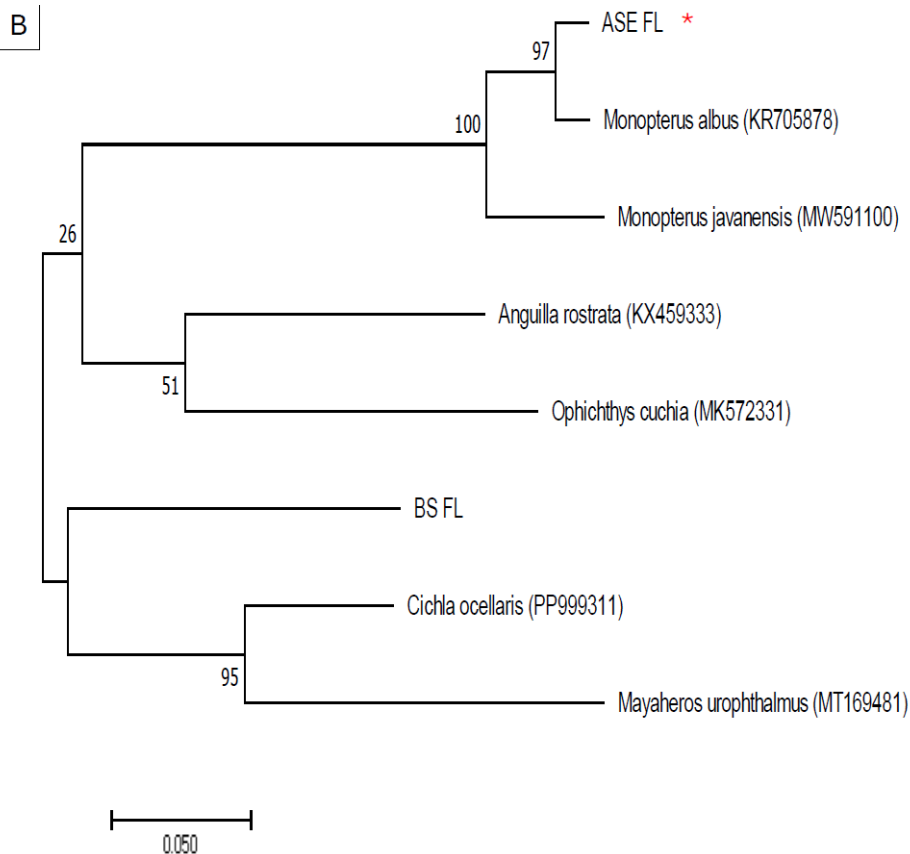 B
ASE FL *
97
Monopterus albus (KR705878)
100
Monopterus javanensis (MW591100)
26
Anguilla rostrata (KX459333)
51
Ophichthys cuchia (MK572331)
BS FL
Cichla ocellaris (PP999311)
95
Mayaheros urophthalmus (MT169481)
0.050